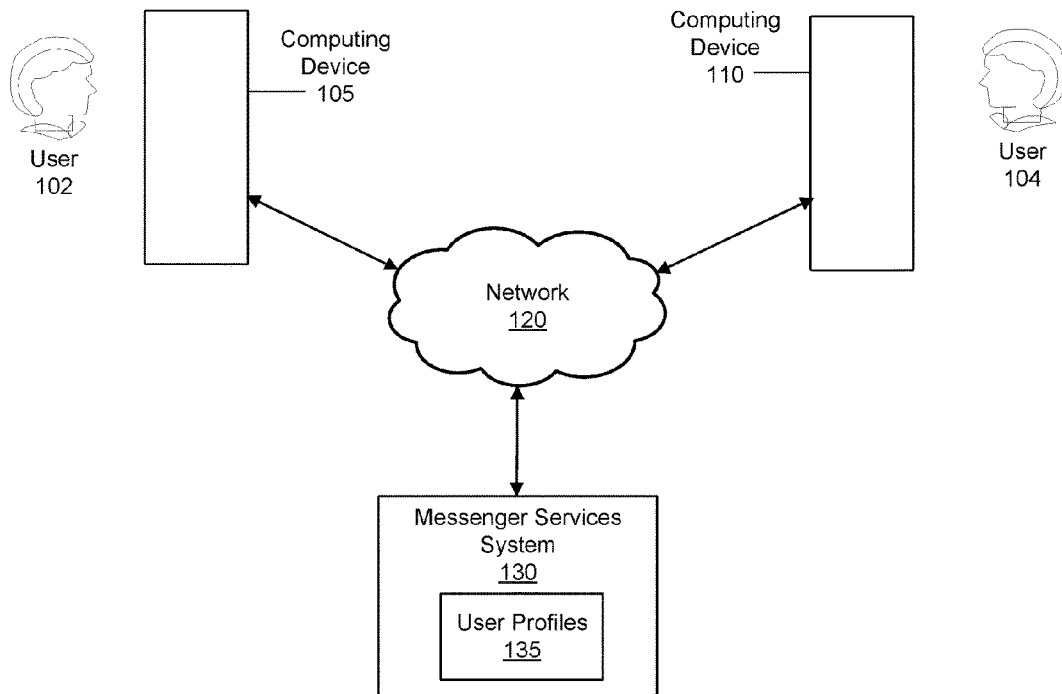 Computing
Device
105
Computing
Device
110
User
102
User
104
Network
120
Messenger Services
System
130
User Profiles
135